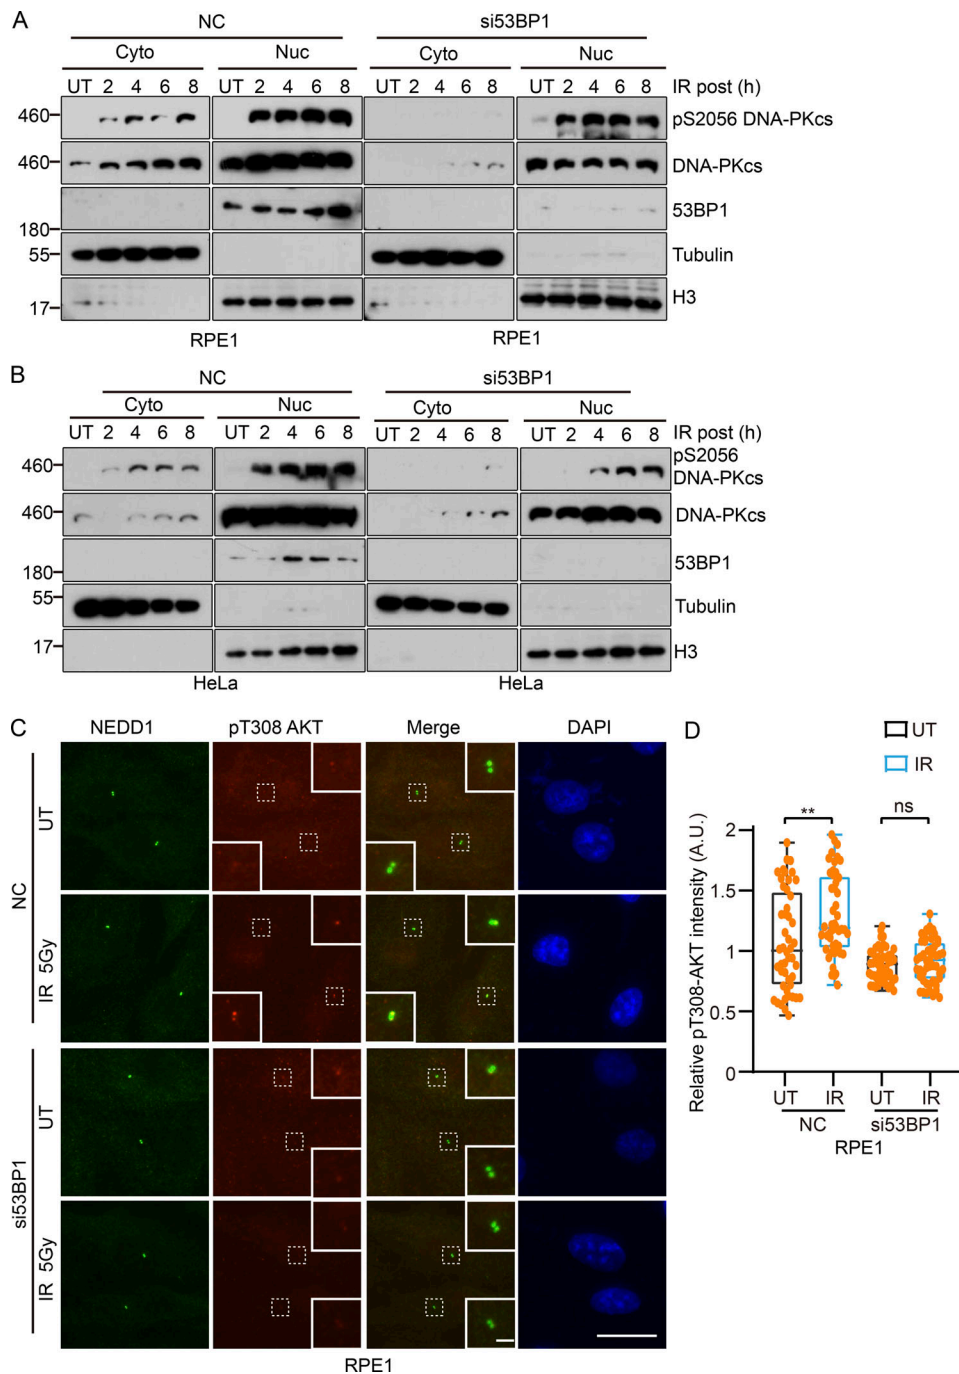 A
NC
si53BP1
Cyto
Nuc
Cyto
Nuc
UT 2 4 6 8 UT 2 4 6 8 UT 2 4 6 8 UT 2 4 6 8 IR post (h)
460 pS2056 DNA-PKcs
460 DNA-PKcs
53BP1
180
55 Tubulin
17 H3
RPE1
RPE1
B
NC
si53BP1
Cyto
Nuc
Cyto
Nuc
UT 2 4 6 8 UT 2 4 6 8 UT 2 4 6 8 UT 2 4 6 8 IR post (h)
460 pS2056
DNA-PKcs
460 DNA-PKcs
53BP1
180
55 Tubulin
17 H3
HeLa
HeLa
C
NEDD1
pT308 AKT
Merge
DAPI
NC
UT
IR 5Gy
si53BP1
UT
IR 5Gy
RPE1
D
UT
IR
Relative pT308-AKT intensity (A.U.)
**
ns
2
1.5
1
0.5
0
UT IR UT IR
NC si53BP1
RPE1